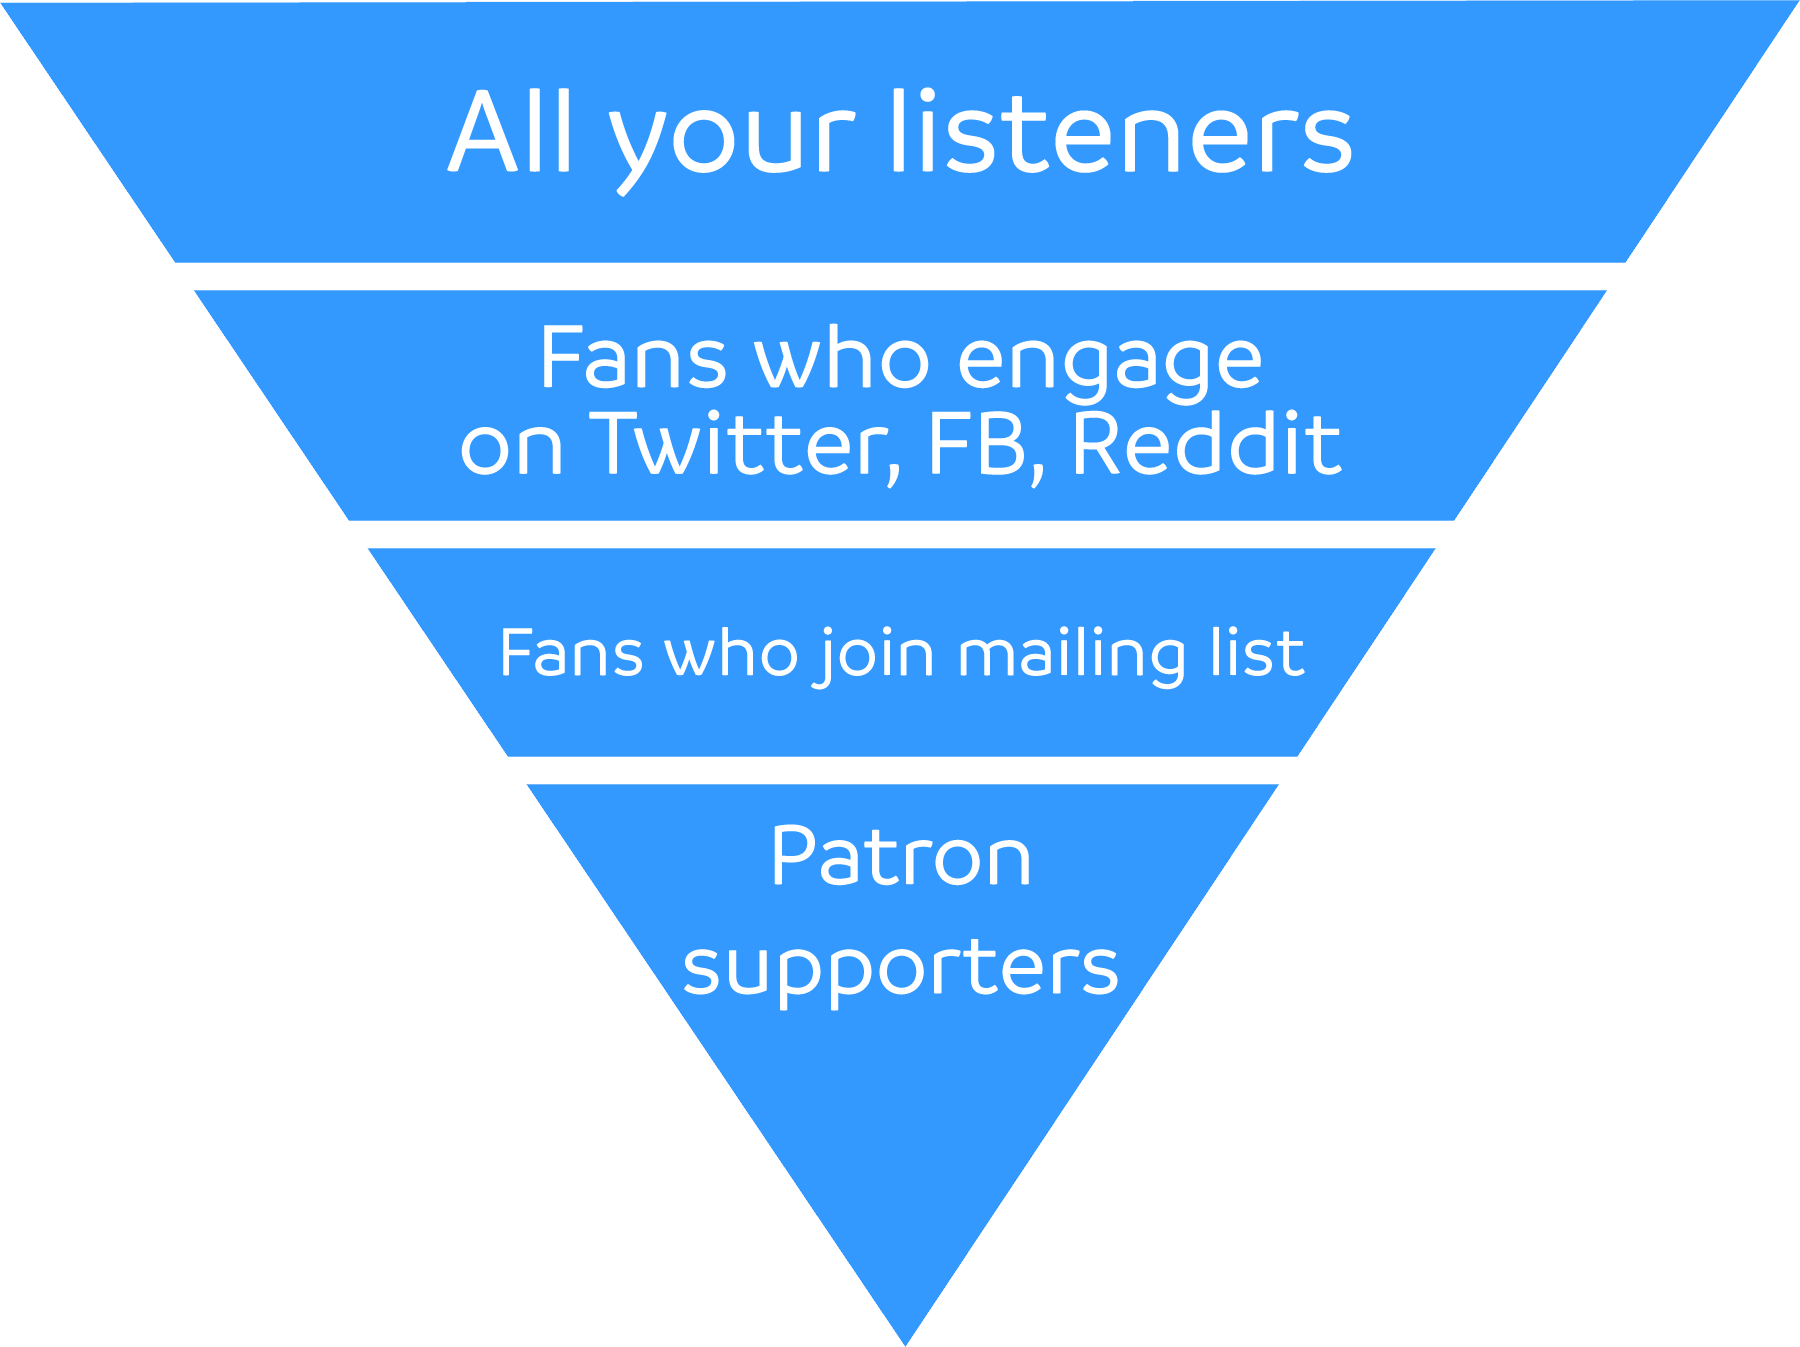 All your listeners
Fans who engage
on Twitter, FB, Reddit
Fans who join mailing list
Patron
supporters